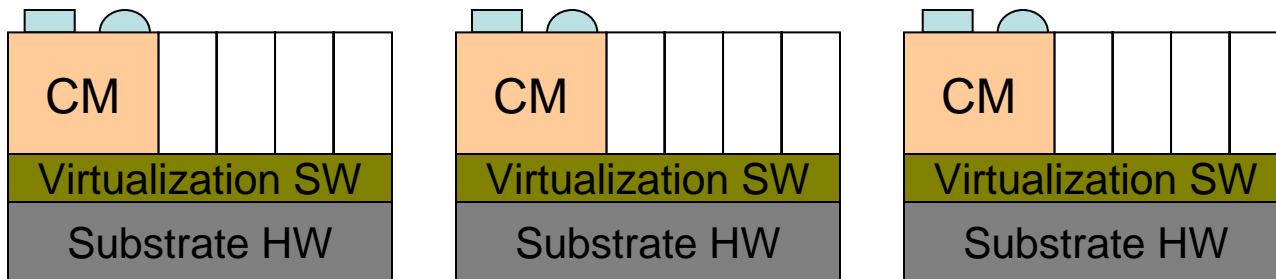 CM
CM
CM
Virtualization SW
Virtualization SW
Virtualization SW
Substrate HW
Substrate HW
Substrate HW